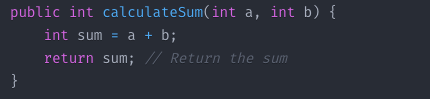 public int calculateSum(int a, int b) {
    int sum = a + b;
    return sum; // Return the sum
}